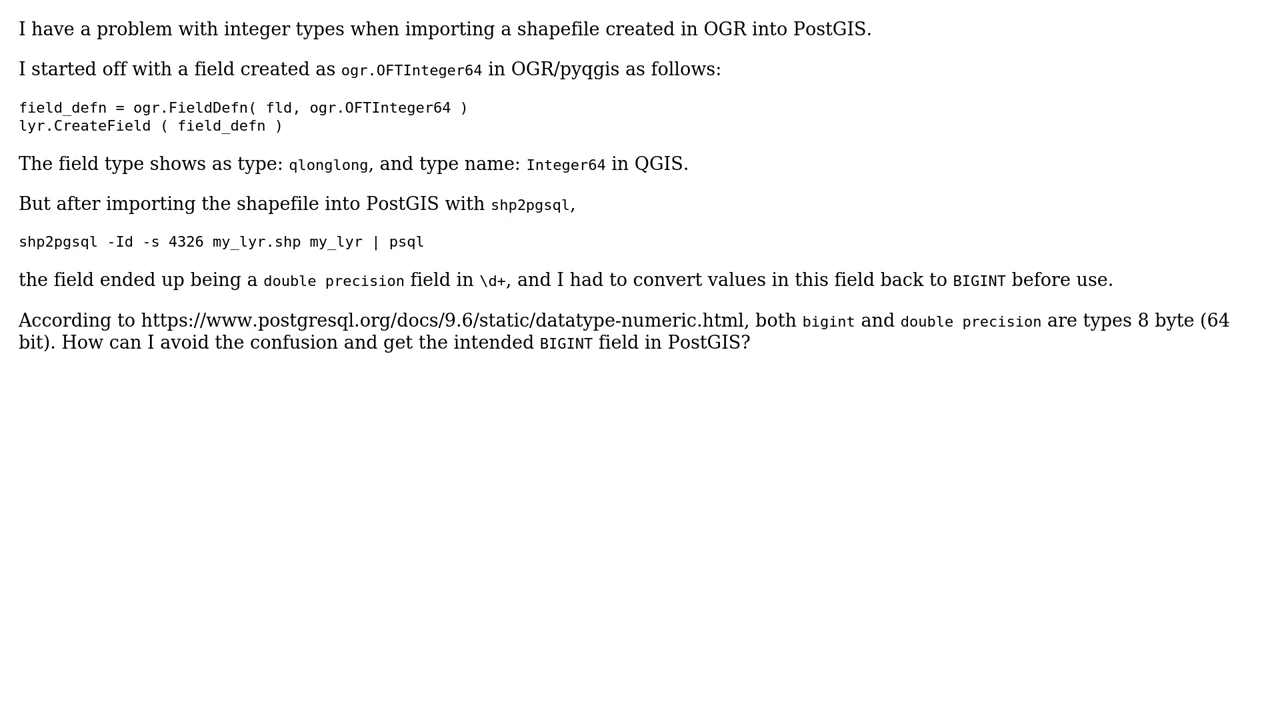 I have a problem with integer types when importing a shapefile created in OGR into PostGIS.
I started off with a field created as ogr.OFTInteger64 in OGR/pyqgis as follows:
field_defn = ogr.FieldDefn( fld, ogr.OFTInteger64 )
lyr.CreateField ( field_defn )
The field type shows as type: qlonglong, and type name: Integer64 in QGIS.
But after importing the shapefile into PostGIS with shp2pgsql,
shp2pgsql -Id -s 4326 my_lyr.shp my_lyr | psql
the field ended up being a double precision field in \d+, and I had to convert values in this field back to BIGINT before use.
According to https://www.postgresql.org/docs/9.6/static/datatype-numeric.html, both bigint and double precision are types 8 byte (64
bit). How can I avoid the confusion and get the intended BIGINT field in PostGIS?